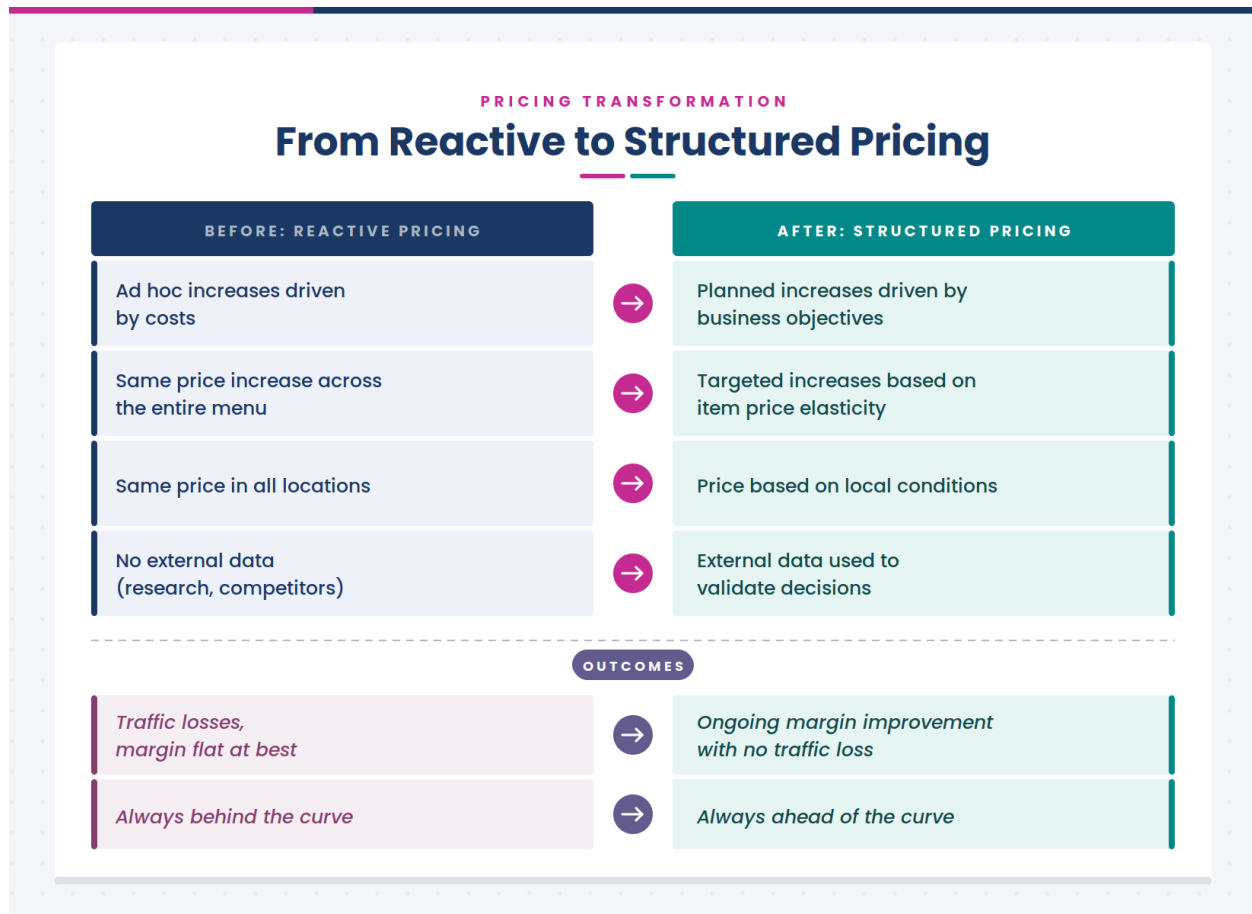 PRICING TRANSFORMATION
From Reactive to Structured Pricing
BEFORE: REACTIVE PRICING
AFTER: STRUCTURED PRICING
Ad hoc increases driven
by costs
Planned increases driven by
business objectives
Same price increase across
the entire menu
Targeted increases based on
item price elasticity
Same price in all locations
Price based on local conditions
No external data
(research, competitors)
External data used to
validate decisions
OUTCOMES
Traffic losses,
margin flat at best
Ongoing margin improvement
with no traffic loss
Always behind the curve
Always ahead of the curve